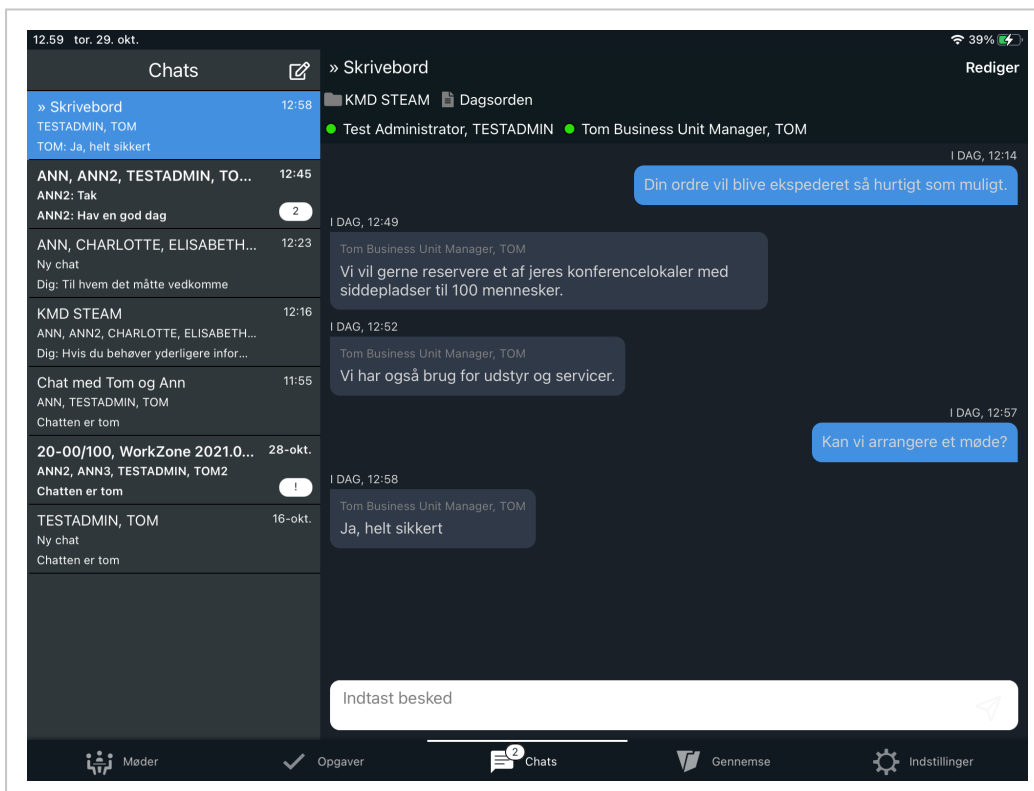 12.59 tor. 29. okt.
39%
Chats
» Skrivebord
12:58
TESTADMIN, TOM
TOM: Ja, helt sikkert
ANN, ANN2, TESTADMIN, TO...
12:45
ANN2: Tak
ANN2: Hav en god dag
2
ANN, CHARLOTTE, ELISABETH...
12:23
Ny chat
Dig: Til hvem det måtte vedkomme
KMD STEAM
12:16
ANN, ANN2, CHARLOTTE, ELISABETH...
Dig: Hvis du behøver yderligere infor...
Chat med Tom og Ann
11:55
ANN, TESTADMIN, TOM
Chatten er tom
20-00/100, WorkZone 2021.0...
28-okt.
ANN2, ANN3, TESTADMIN, TOM2
Chatten er tom
!
TESTADMIN, TOM
16-okt.
Ny chat
Chatten er tom
» Skrivebord
Rediger
KMD STEAM Dagsorden
Test Administrator, TESTADMIN Tom Business Unit Manager, TOM
I DAG, 12:14
Din ordre vil blive ekspederet så hurtigt som muligt.
I DAG, 12:49
Tom Business Unit Manager, TOM
Vi vil gerne reservere et af jeres konferencelokaler med
siddepladser til 100 mennesker.
I DAG, 12:52
Tom Business Unit Manager, TOM
Vi har også brug for udstyr og servicer.
I DAG, 12:57
Kan vi arrangere et møde?
I DAG, 12:58
Tom Business Unit Manager, TOM
Ja, helt sikkert
Indtast besked
Møder
Opgaver
2
Chats
Gennemse
Indstillinger